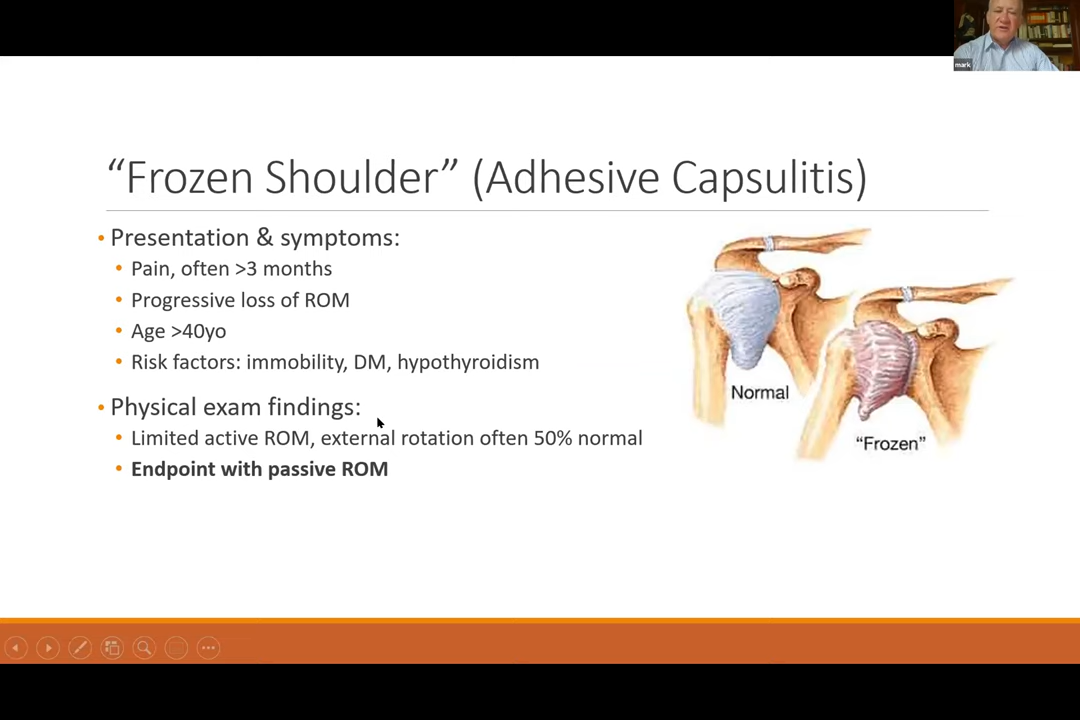 mark
“Frozen Shoulder” (Adhesive Capsulitis)
• Presentation & symptoms:
• Pain, often >3 months
• Progressive loss of ROM
• Age >40yo
• Risk factors: immobility, DM, hypothyroidism
• Physical exam findings:
• Limited active ROM, external rotation often 50% normal
• Endpoint with passive ROM
Normal
“Frozen”